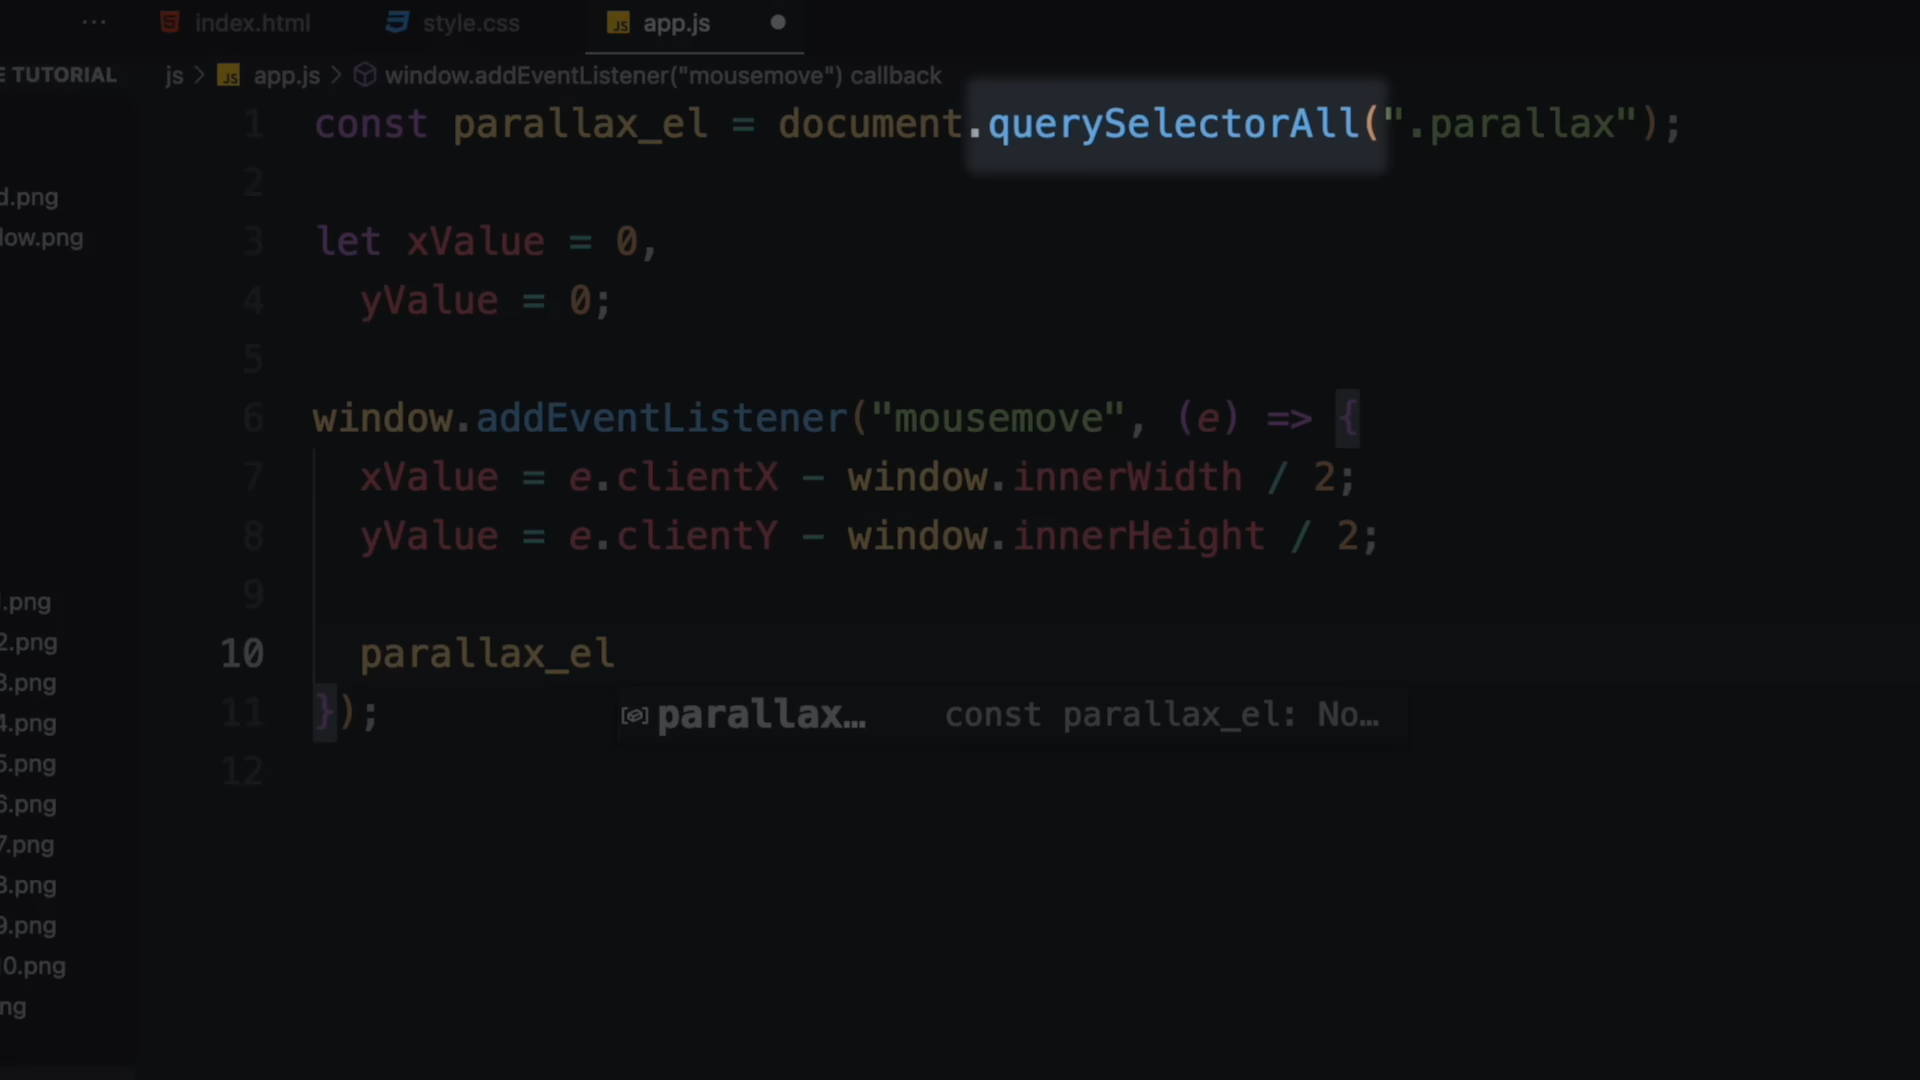 ... index.html style.css app.js
E TUTORIAL
js > app.js > window.addEventListener("mousemove") callback
1 const parallax_el = document.querySelectorAll(".parallax");
2
3 let xValue = 0,
4 yValue = 0;
5
6 window.addEventListener("mousemove", (e) => {
7 xValue = e.clientX - window.innerWidth / 2;
8 yValue = e.clientY - window.innerHeight / 2;
9
10 parallax_el
11 });
parallax… const parallax_el: No…
12
d.png
low.png
.png
2.png
3.png
4.png
5.png
6.png
7.png
8.png
9.png
10.png
ng